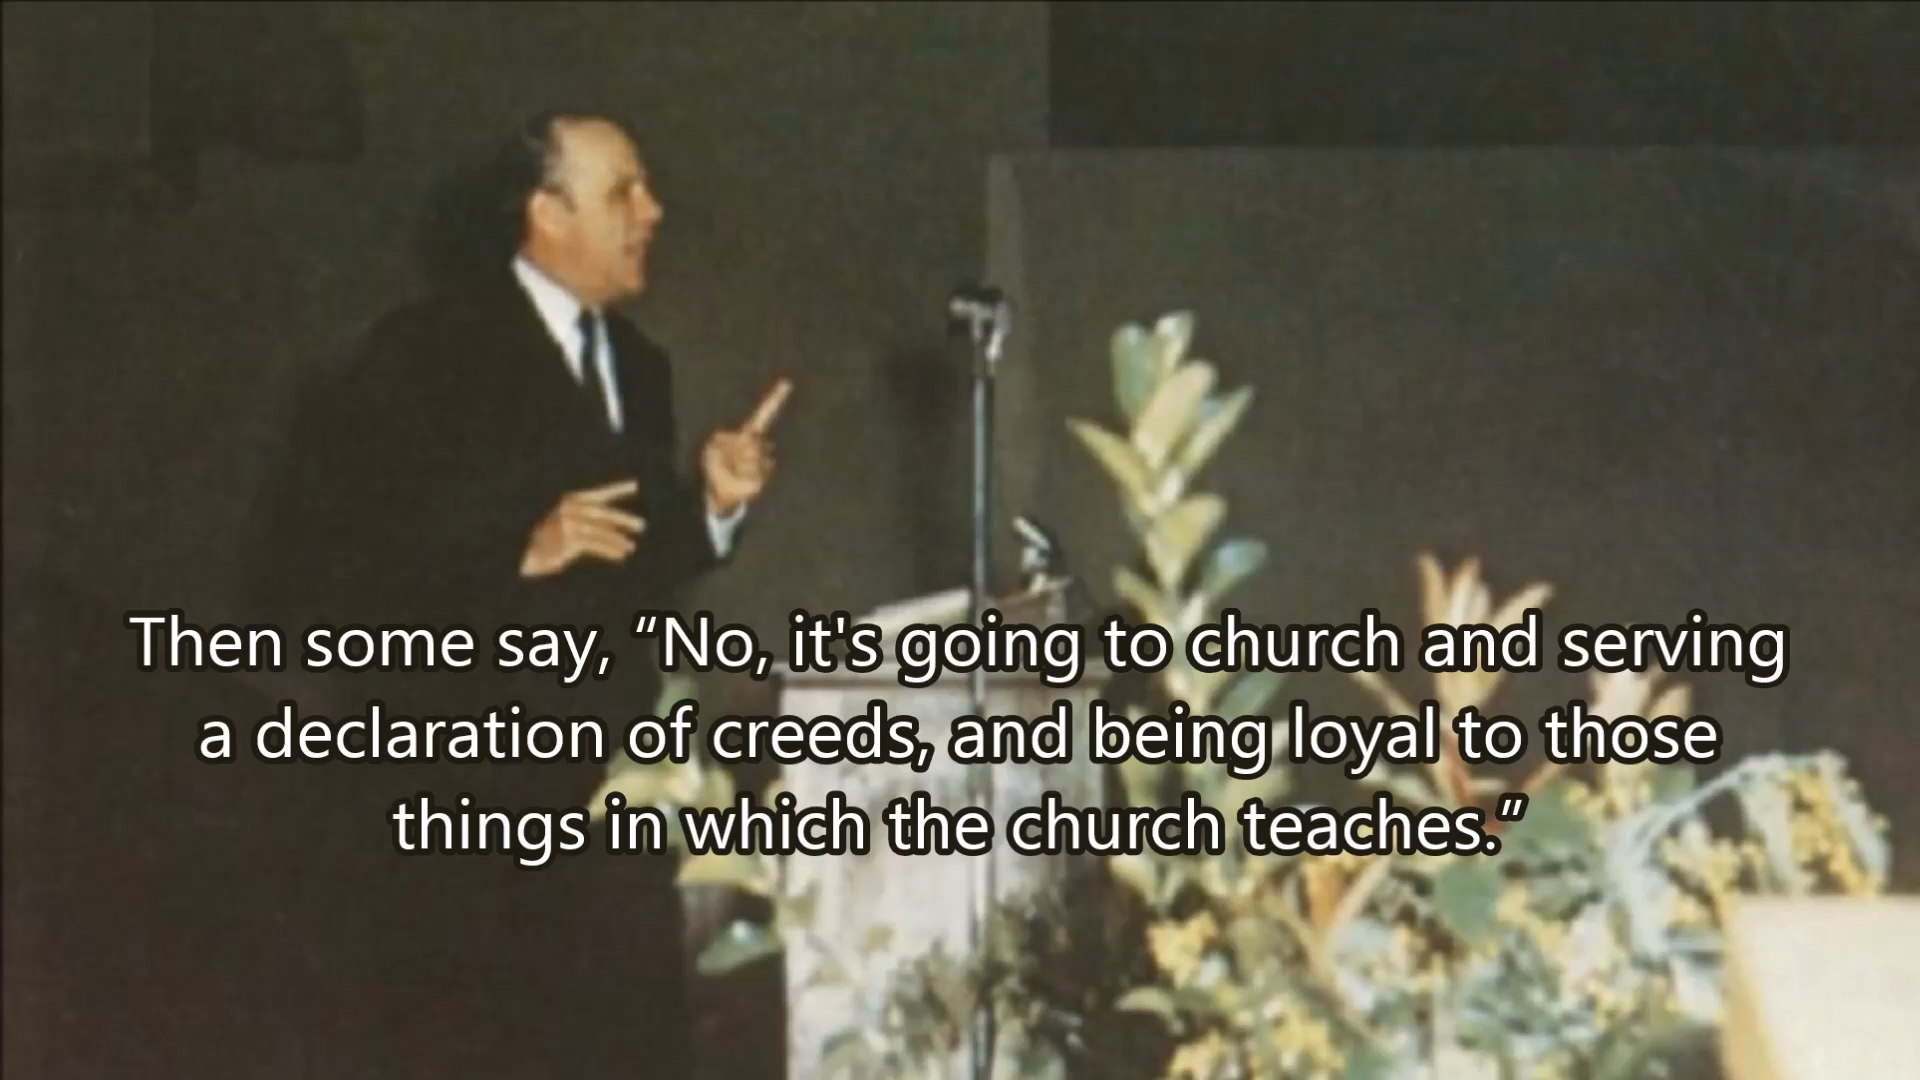 Then some say, “No, it's going to church and serving
a declaration of creeds, and being loyal to those
things in which the church teaches.”